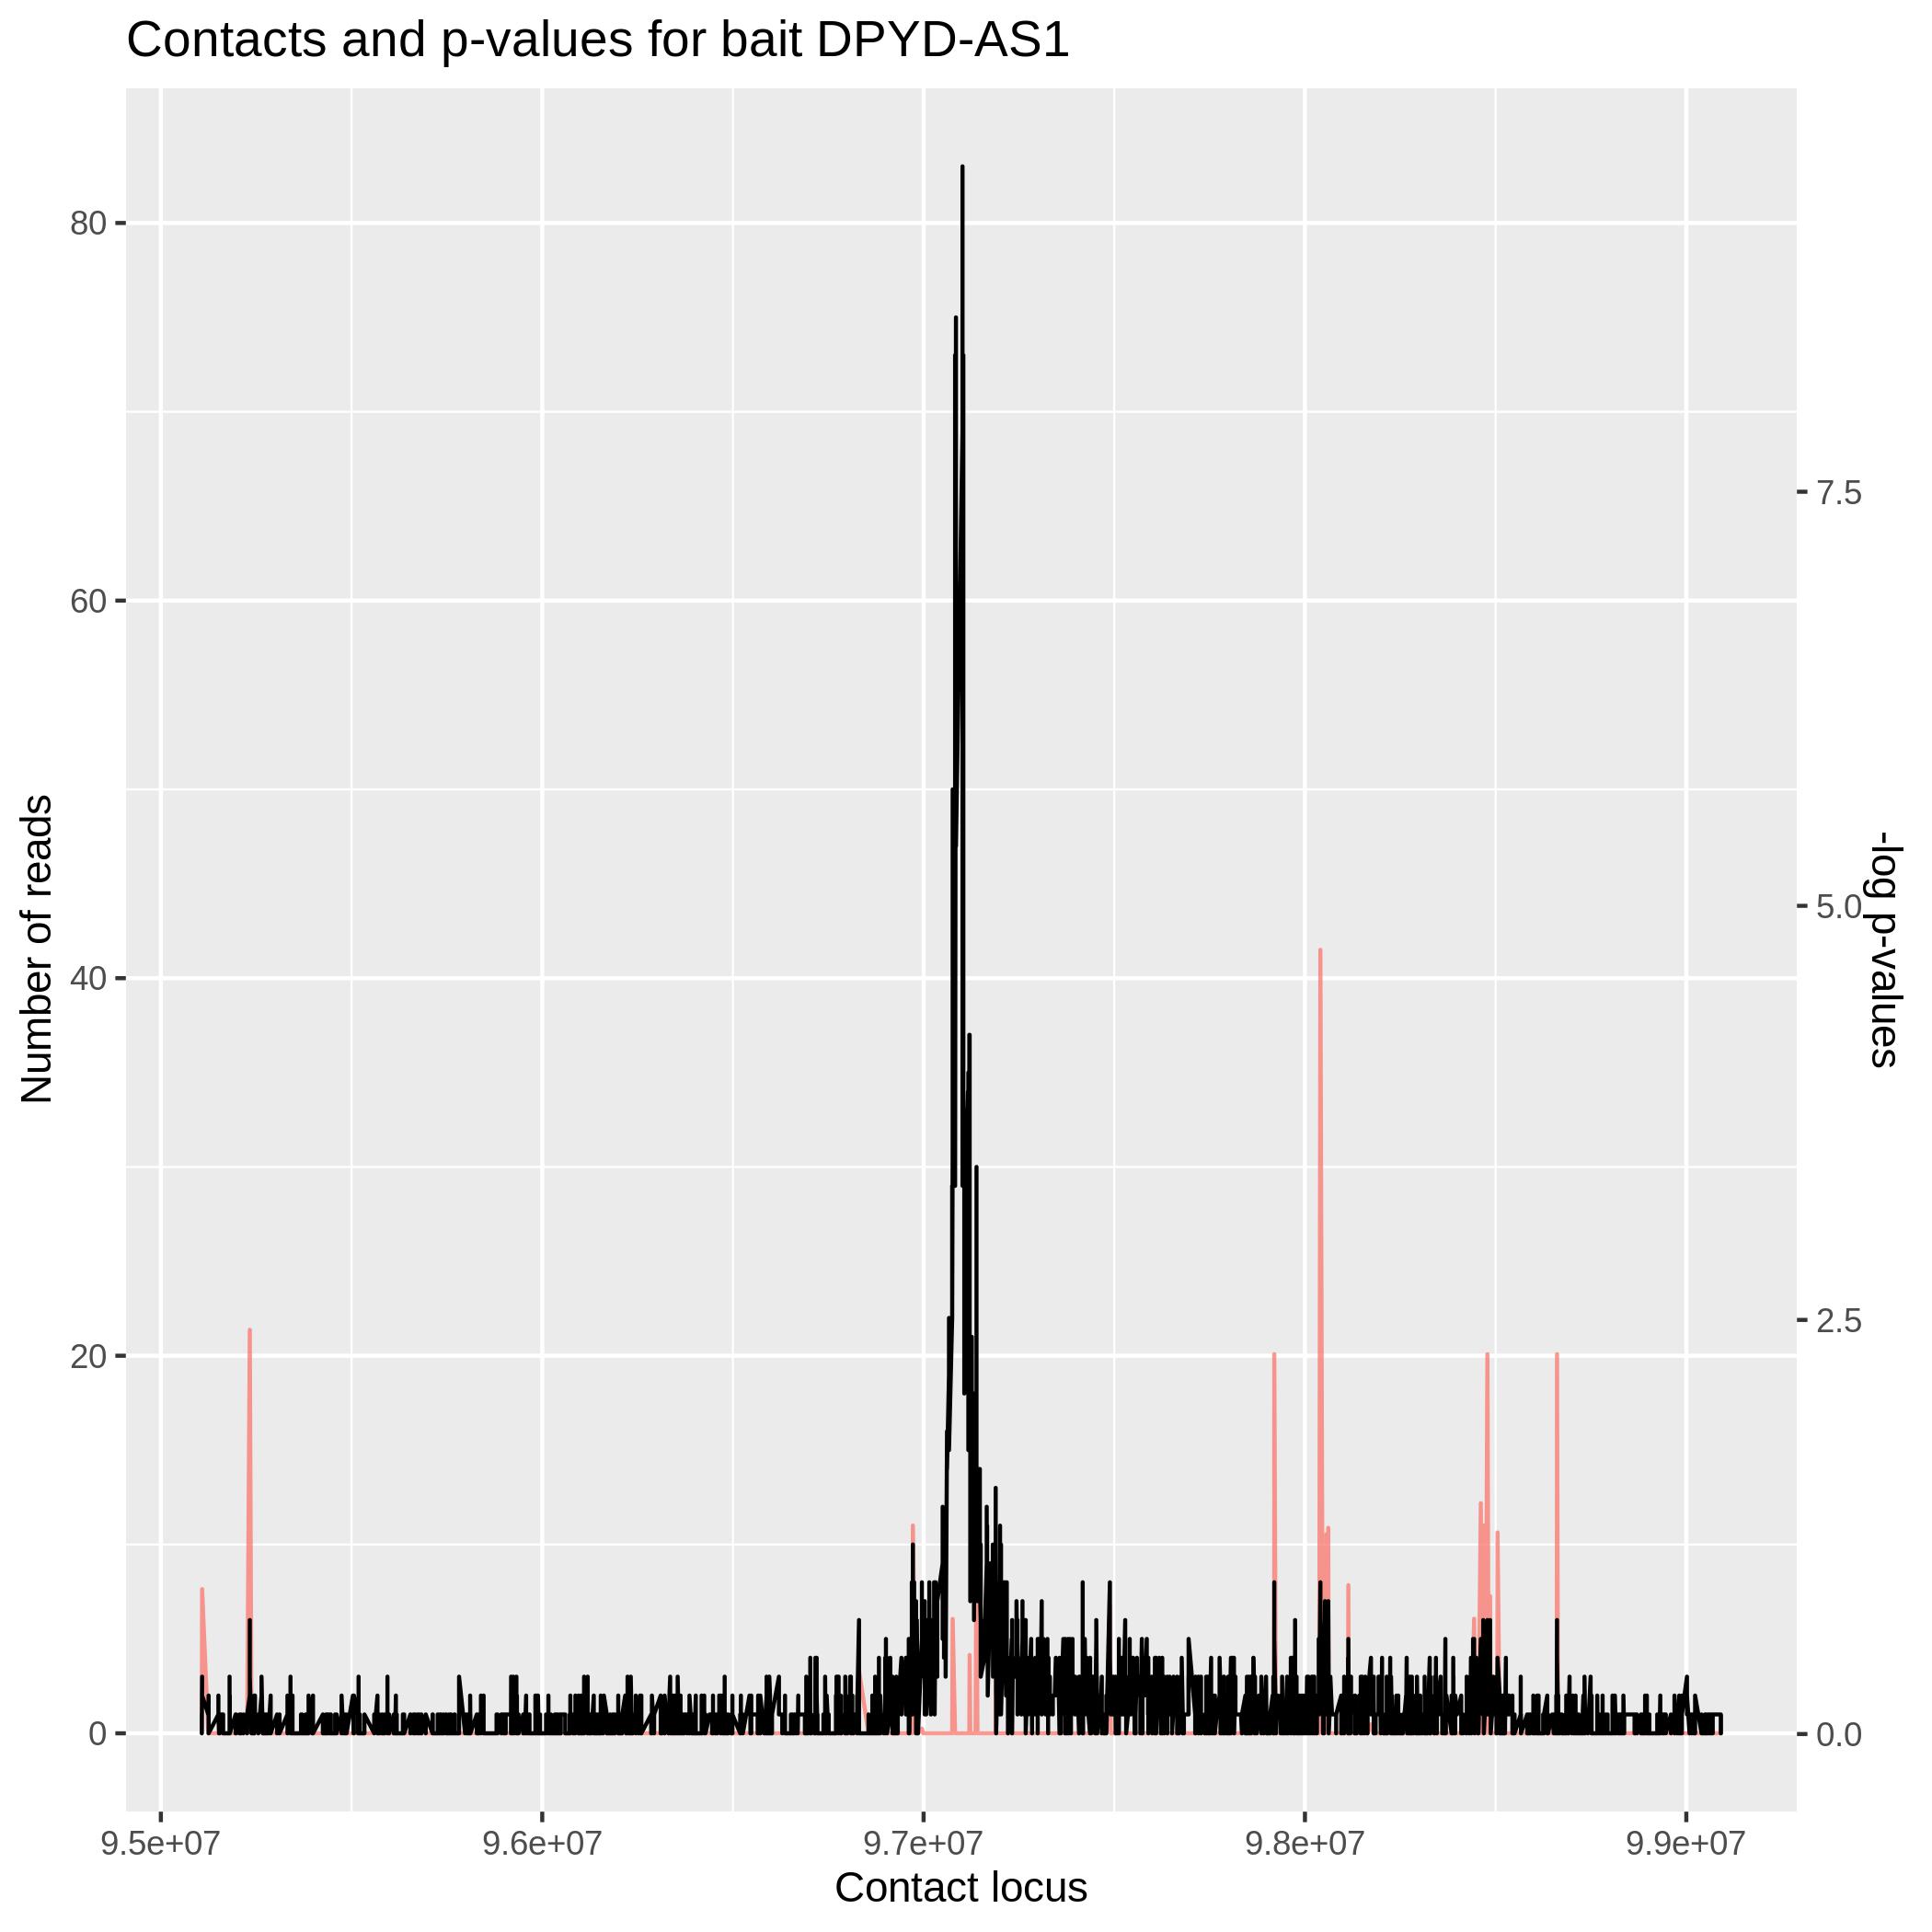 Contacts and p-values for bait DPYD-AS1
80
60
40
20
0
Number of reads
7.5
5.0
2.5
0.0
-log p-values
9.5e+07 9.6e+07 9.7e+07 9.8e+07 9.9e+07
Contact locus